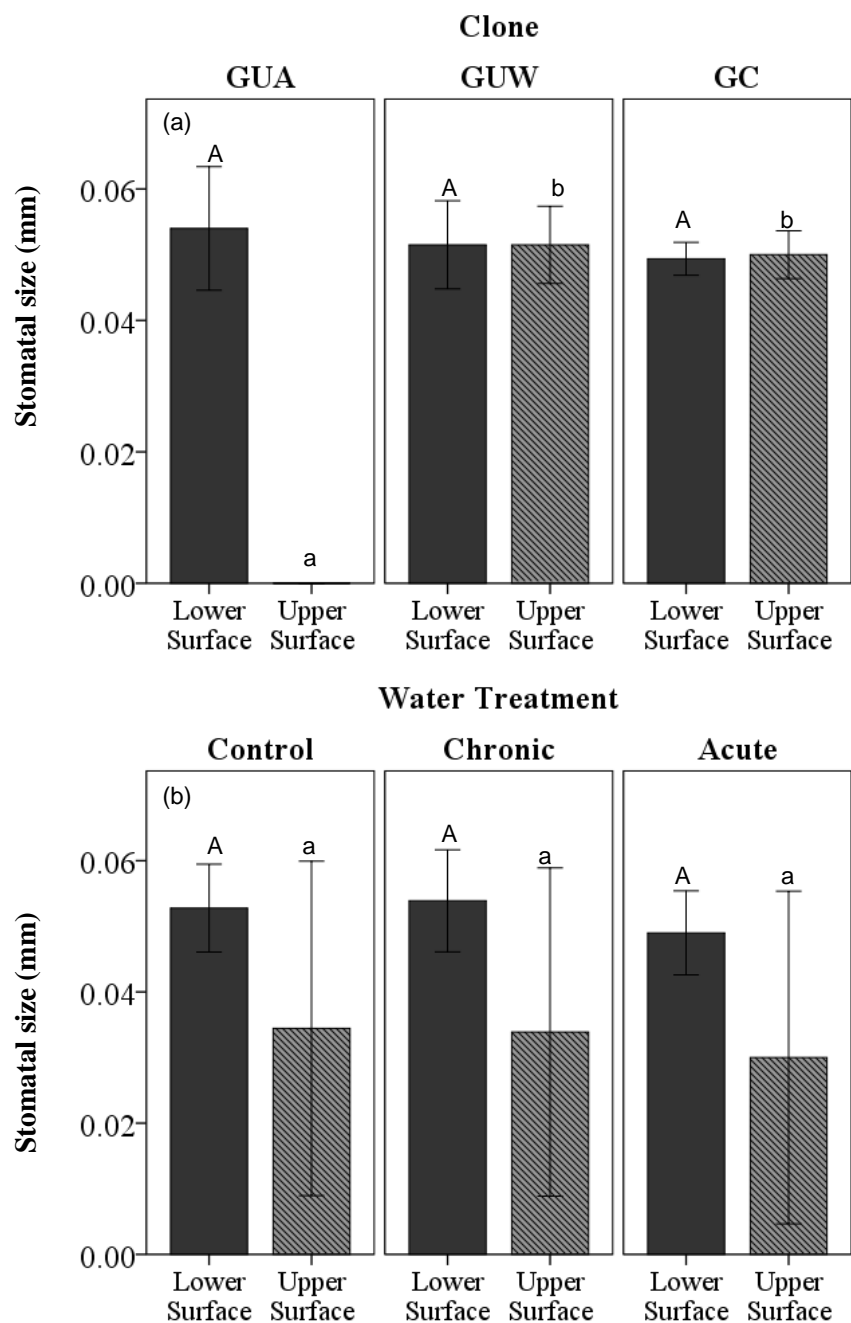 Clone
GUA GUW GC
(a)
A
A b
A b
a
0.06
0.04
0.02
0.00
Stomatal size (mm)
Lower Surface Upper Surface Lower Surface Upper Surface Lower Surface Upper Surface
Water Treatment
Control Chronic Acute
(b)
A a
A a
A a
0.06
0.04
0.02
0.00
Stomatal size (mm)
Lower Surface Upper Surface Lower Surface Upper Surface Lower Surface Upper Surface